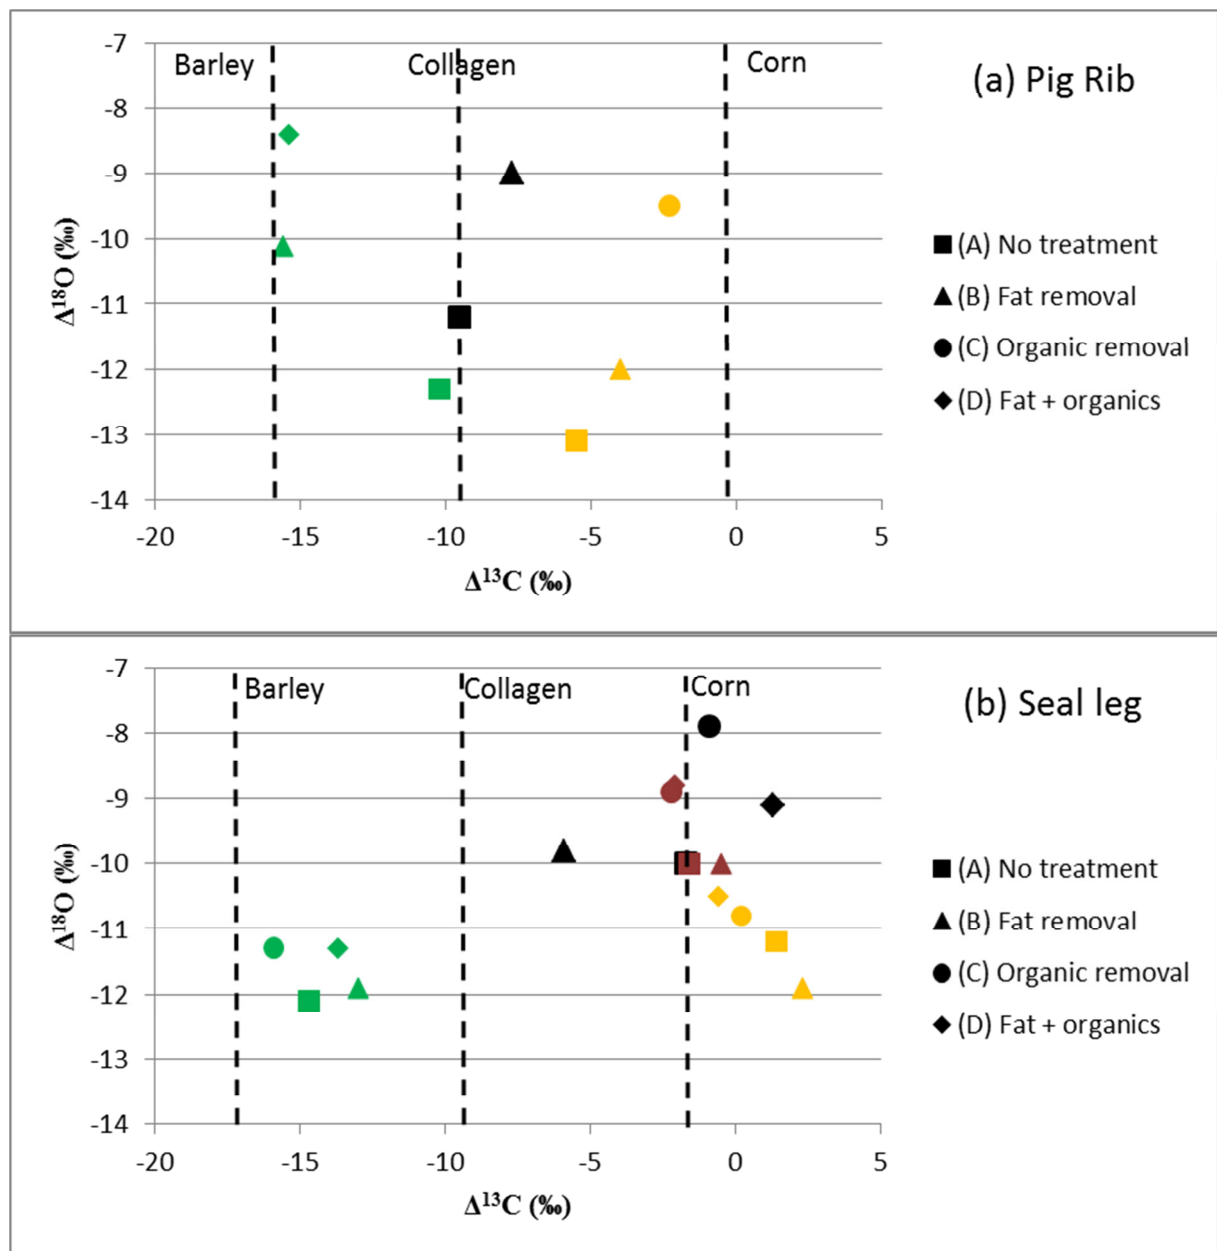 (a) Pig Rib
Barley
Collagen
Corn
-7
-8
-9
-10
-11
-12
-13
-14
Δ18O (‰)
-20
-15
-10
-5
0
5
Δ13C (‰)
(A) No treatment
(B) Fat removal
(C) Organic removal
(D) Fat + organics
(b) Seal leg
Barley
Collagen
Corn
-7
-8
-9
-10
-11
-12
-13
-14
Δ18O (‰)
-20
-15
-10
-5
0
5
Δ13C (‰)
(A) No treatment
(B) Fat removal
(C) Organic removal
(D) Fat + organics